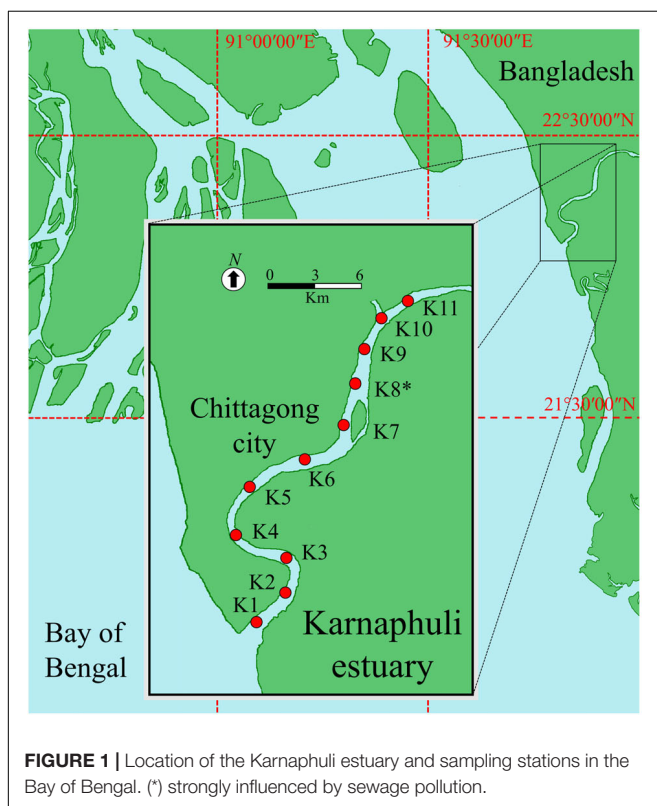 91°00′00″E
91°30′00″E
Bangladesh
22°30′00″N
N
0 3 6
Km
K11
K10
K9
K8*
Chittagong
city
21°30′00″N
K7
K6
K5
K4
K3
K2
K1
Bay of
Bengal
Karnaphuli
estuary
FIGURE 1 | Location of the Karnaphuli estuary and sampling stations in the
Bay of Bengal. (*) strongly influenced by sewage pollution.